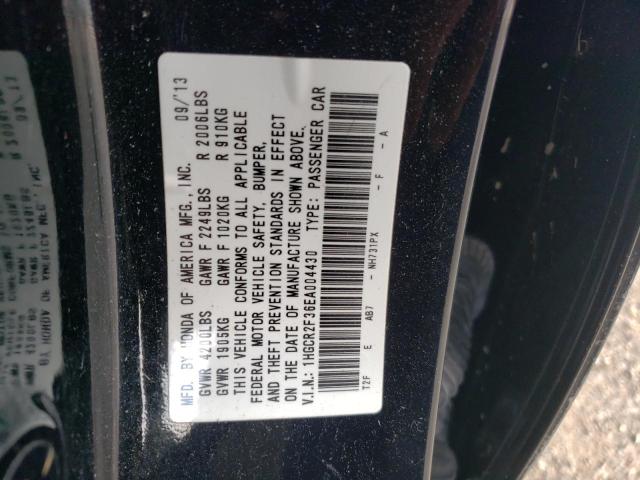 MFD. BY HONDA OF AMERICA MFG., INC. 09/13
GVWR 4200LBS GAWR F 2249LBS R 2006LBS
GVWR 1905KG GAWR F 1020KG R 910KG
THIS VEHICLE CONFORMS TO ALL APPLICABLE
FEDERAL MOTOR VEHICLE SAFETY, BUMPER,
AND THEFT PREVENTION STANDARDS IN EFFECT
ON THE DATE OF MANUFACTURE SHOWN ABOVE.
V.I.N.: 1HGCR2F36EA004430 TYPE: PASSENGER CAR
T2F E AB7 - NH731PX - F - A